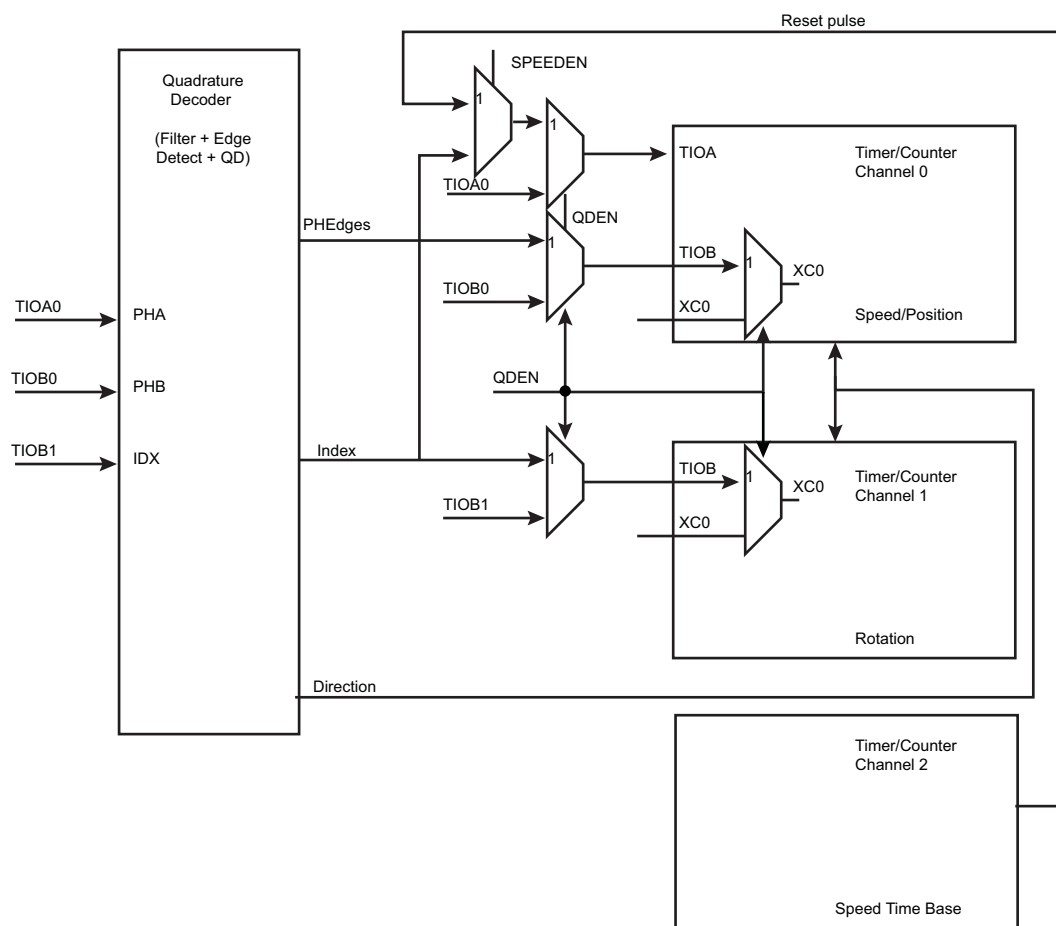 Reset pulse
SPEEDEN
Quadrature
Decoder
(Filter + Edge
Detect + QD)
1
1
TIOA
Timer/Counter
Channel 0
TIOA0
QDEN
PHEdges
1
TIOB
1
XC0
TIOB0
XC0
Speed/Position
TIOA0
PHA
TIOB0
PHB
QDEN
TIOB1
IDX
Index
1
TIOB
1
XC0
Timer/Counter
Channel 1
TIOB1
XC0
Rotation
Direction
Timer/Counter
Channel 2
Speed Time Base